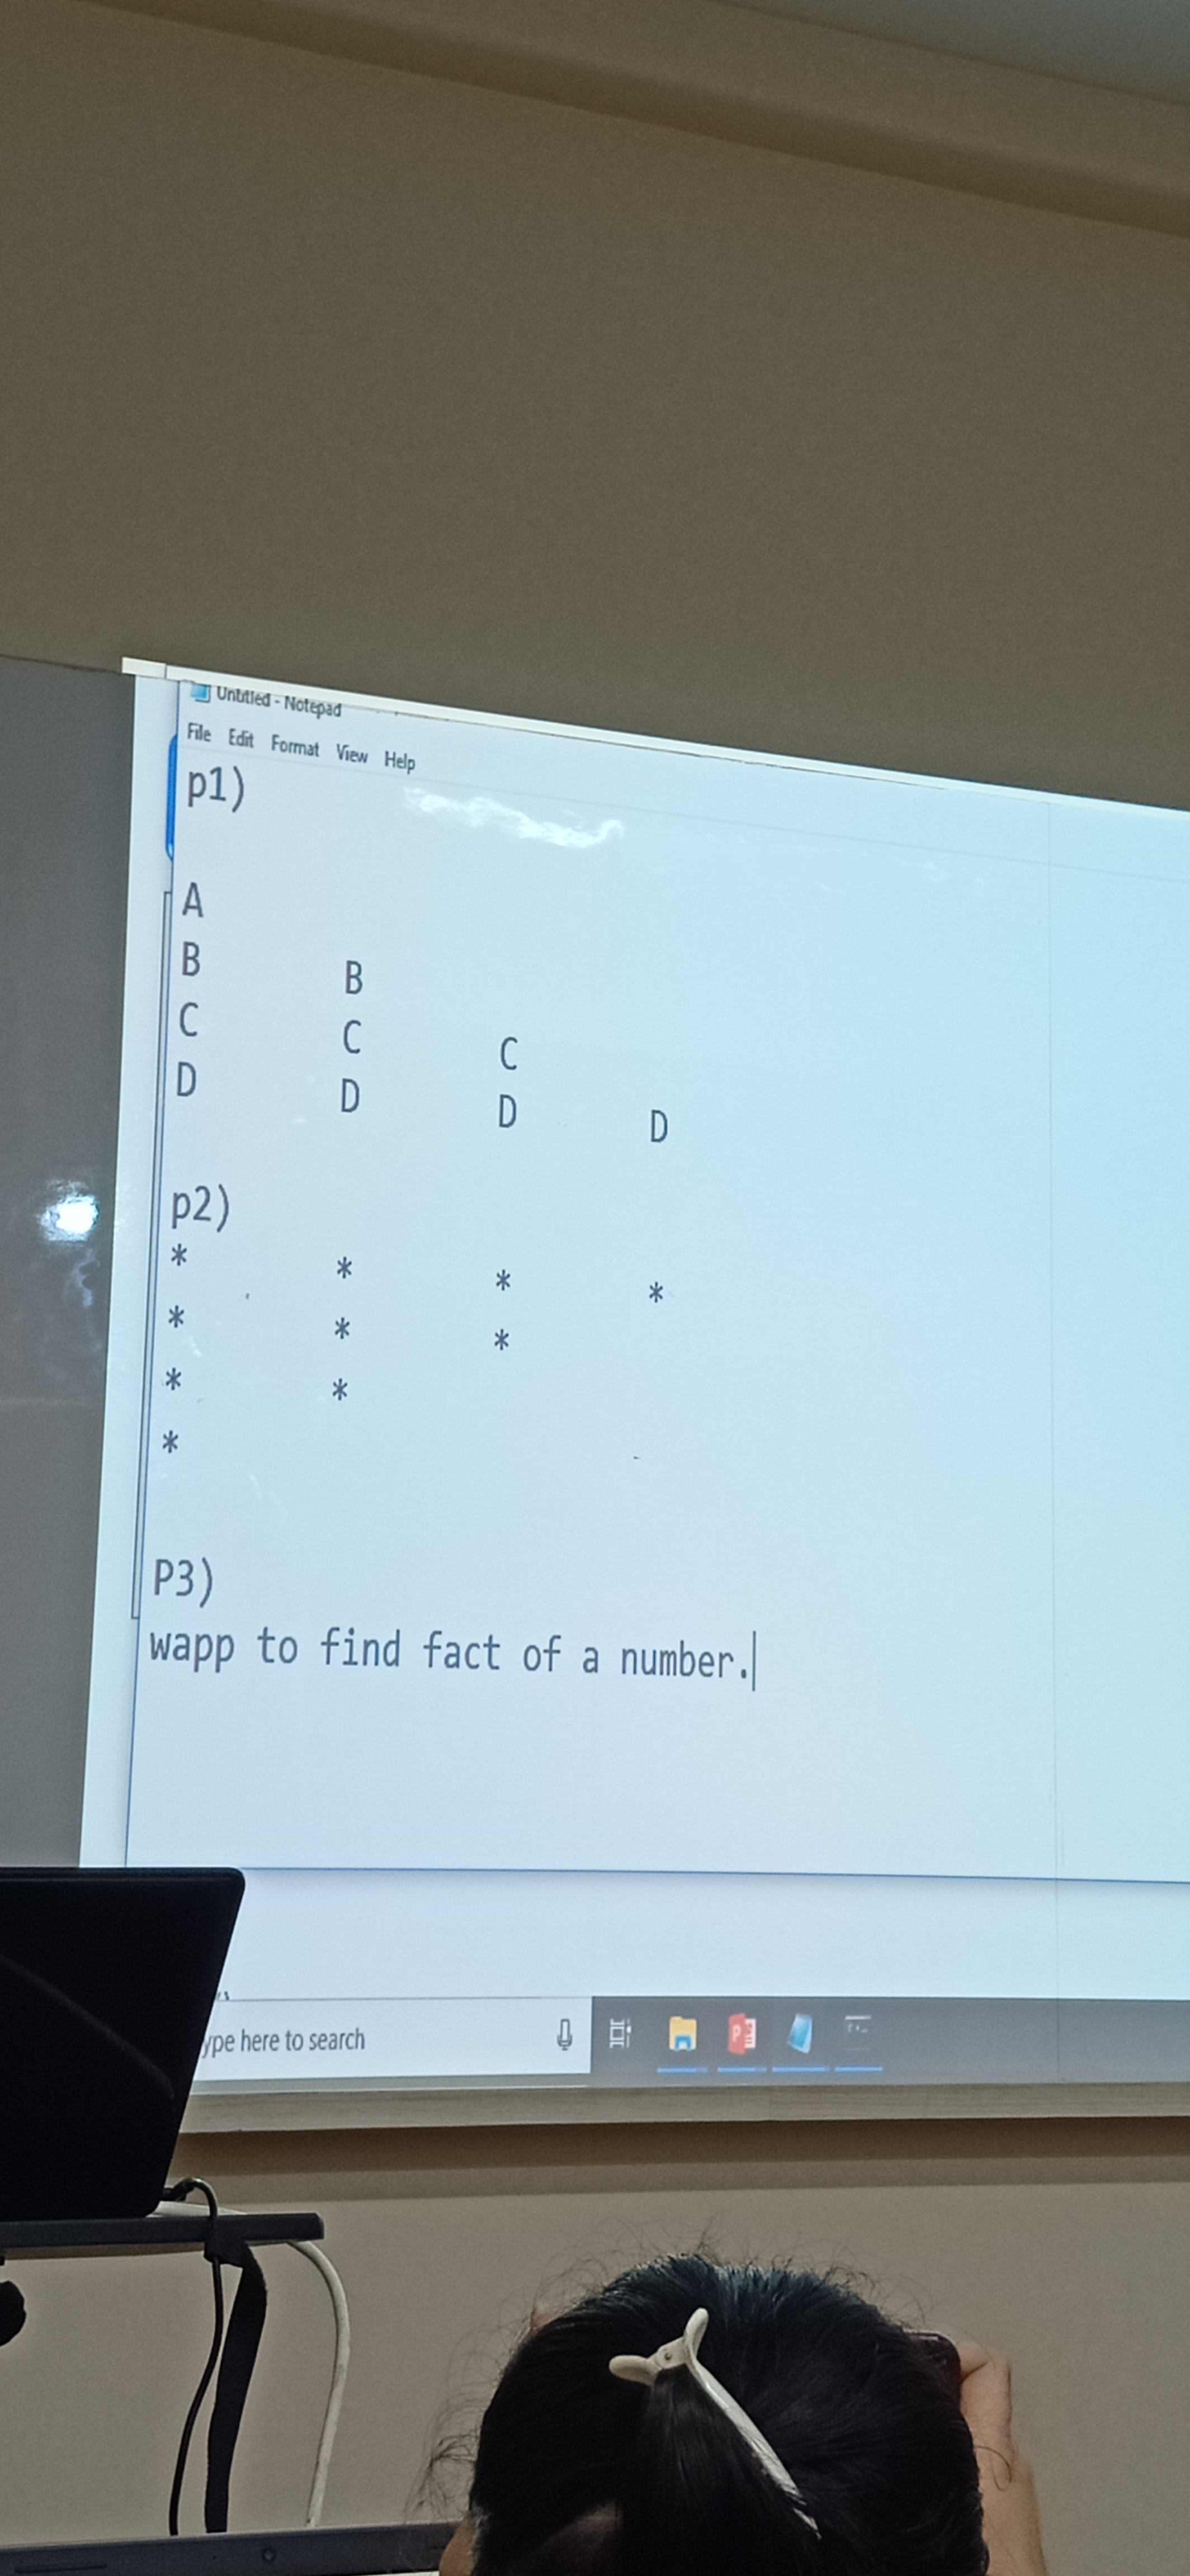 Untitled - Notepad
File Edit Format View Help
p1)
A
B B
C C C
D D D D
p2)
* * * *
* * *
* *
*
P3)
wapp to find fact of a number.
ype here to search